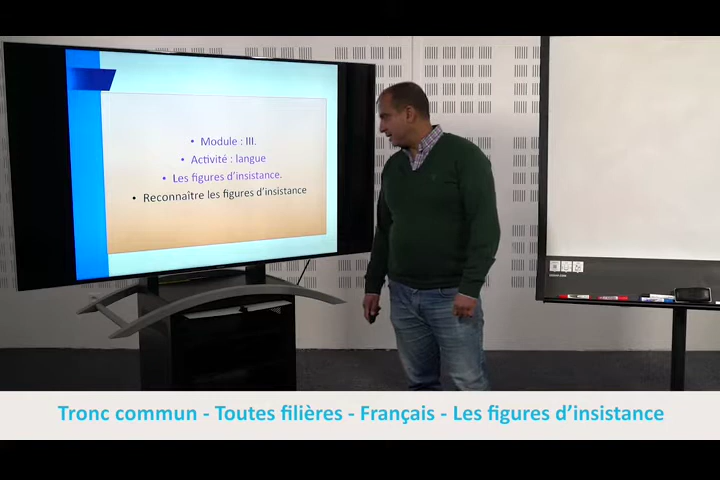 • Module : III.
• Activité : langue
• Les figures d'insistance.
• Reconnaître les figures d'insistance
Tronc commun - Toutes filières - Français - Les figures d'insistance